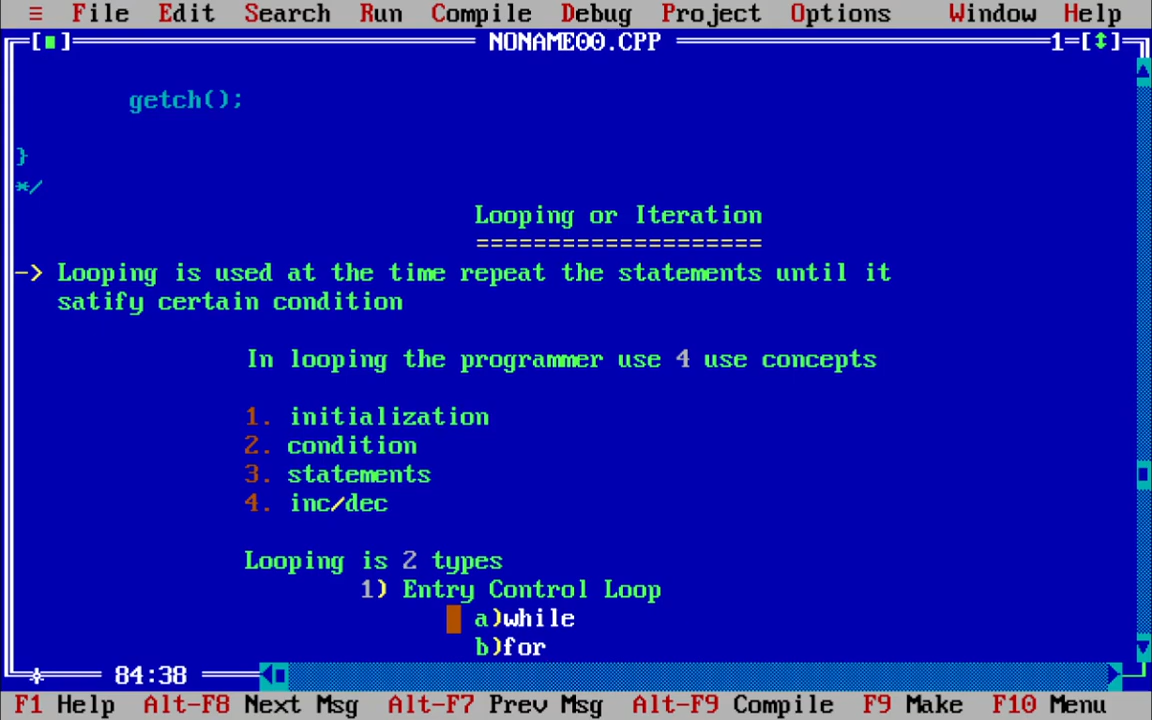 ≡ File Edit Search Run Compile Debug Project Options Window Help
[■] NONAME00.CPP 1=[↕]
getch();
}
*/
Looping or Iteration
====================
-> Looping is used at the time repeat the statements until it
satify certain condition
In looping the programmer use 4 use concepts
1. initialization
2. condition
3. statements
4. inc/dec
Looping is 2 types
1) Entry Control Loop
a)while
b)for
84:38
F1 Help Alt-F8 Next Msg Alt-F7 Prev Msg Alt-F9 Compile F9 Make F10 Menu